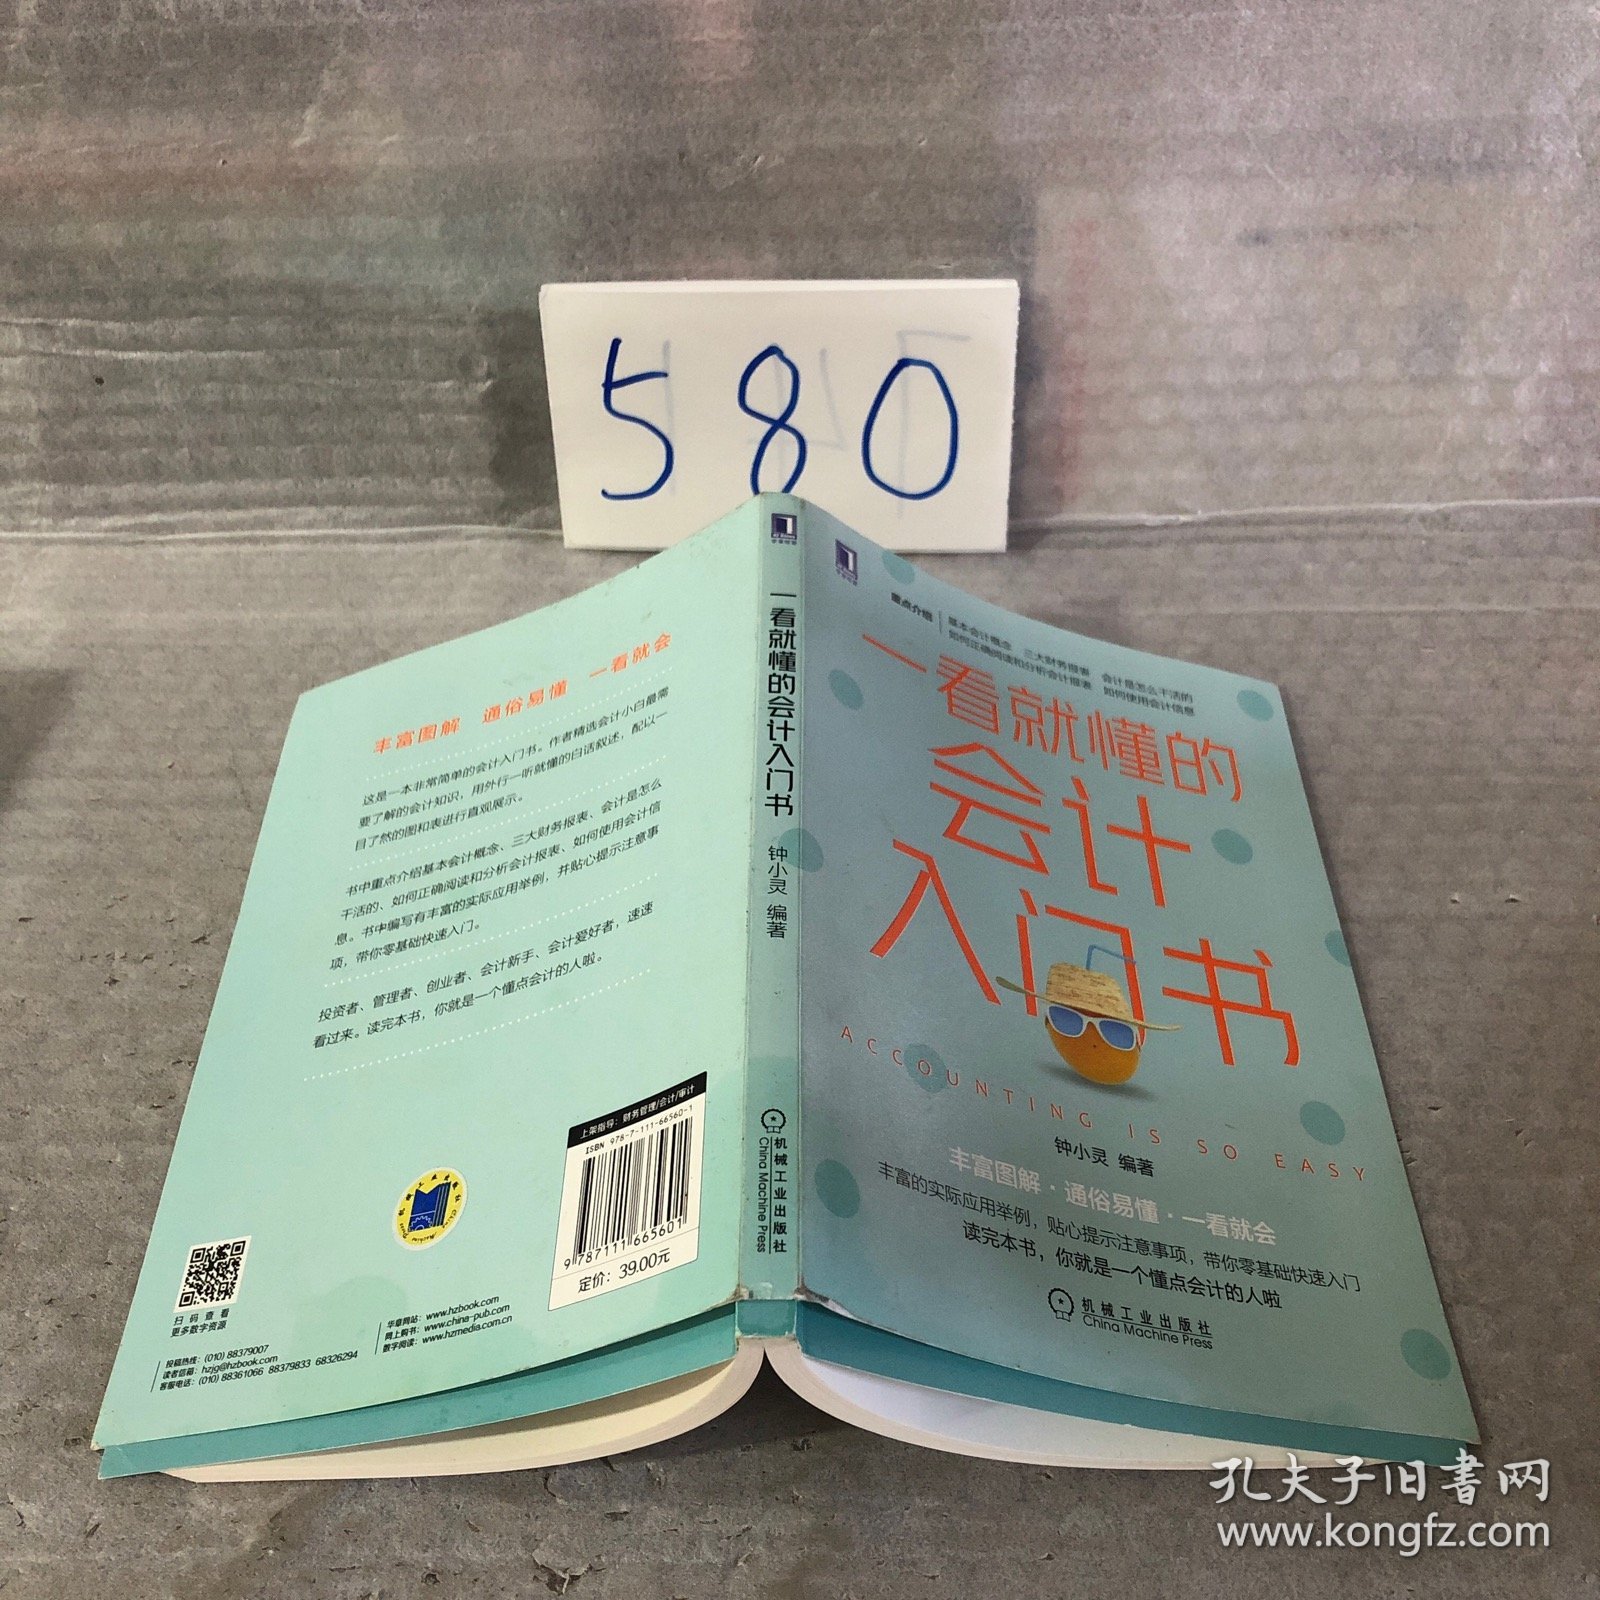 580
丰富图解 通俗易懂 一看就会
这是一本非常简单的会计入门书。作者精选会计小白最需
要了解的会计知识，用外行一听就懂的白话叙述，配以一
目了然的图和表进行直观展示。
书中重点介绍基本会计概念、三大财务报表、会计是怎么
干活的、如何正确阅读和分析会计报表、如何使用会计信
息。书中编写有丰富的实际应用举例，并贴心提示注意事
项，带你零基础快速入门。
投资者、管理者、创业者、会计新手、会计爱好者，速速
看过来。读完本书，你就是一个懂点会计的人啦。
上架指导：财务管理/会计/审计
ISBN 978-7-111-66560-1
9 787111 665601
定价：39.00元
扫码查看
更多数字资源
投稿热线：(010) 88379007
读者信箱：hzjg@hzbook.com
客服电话：(010) 88361066 88379833 68326294
华章网站：www.hzbook.com
网上购书：www.china-pub.com
数字阅读：www.hzmedia.com.cn
一看就懂的会计入门书
钟小灵 编著
机械工业出版社
China Machine Press
重点介绍
基本会计概念 三大财务报表 会计是怎么干活的
如何正确阅读和分析会计报表 如何使用会计信息
一看就懂的
会计
入门书
ACCOUNTING IS SO EASY
钟小灵 编著
丰富图解·通俗易懂·一看就会
丰富的实际应用举例，贴心提示注意事项，带你零基础快速入门
读完本书，你就是一个懂点会计的人啦
机械工业出版社
China Machine Press
孔夫子旧书网
www.kongfz.com